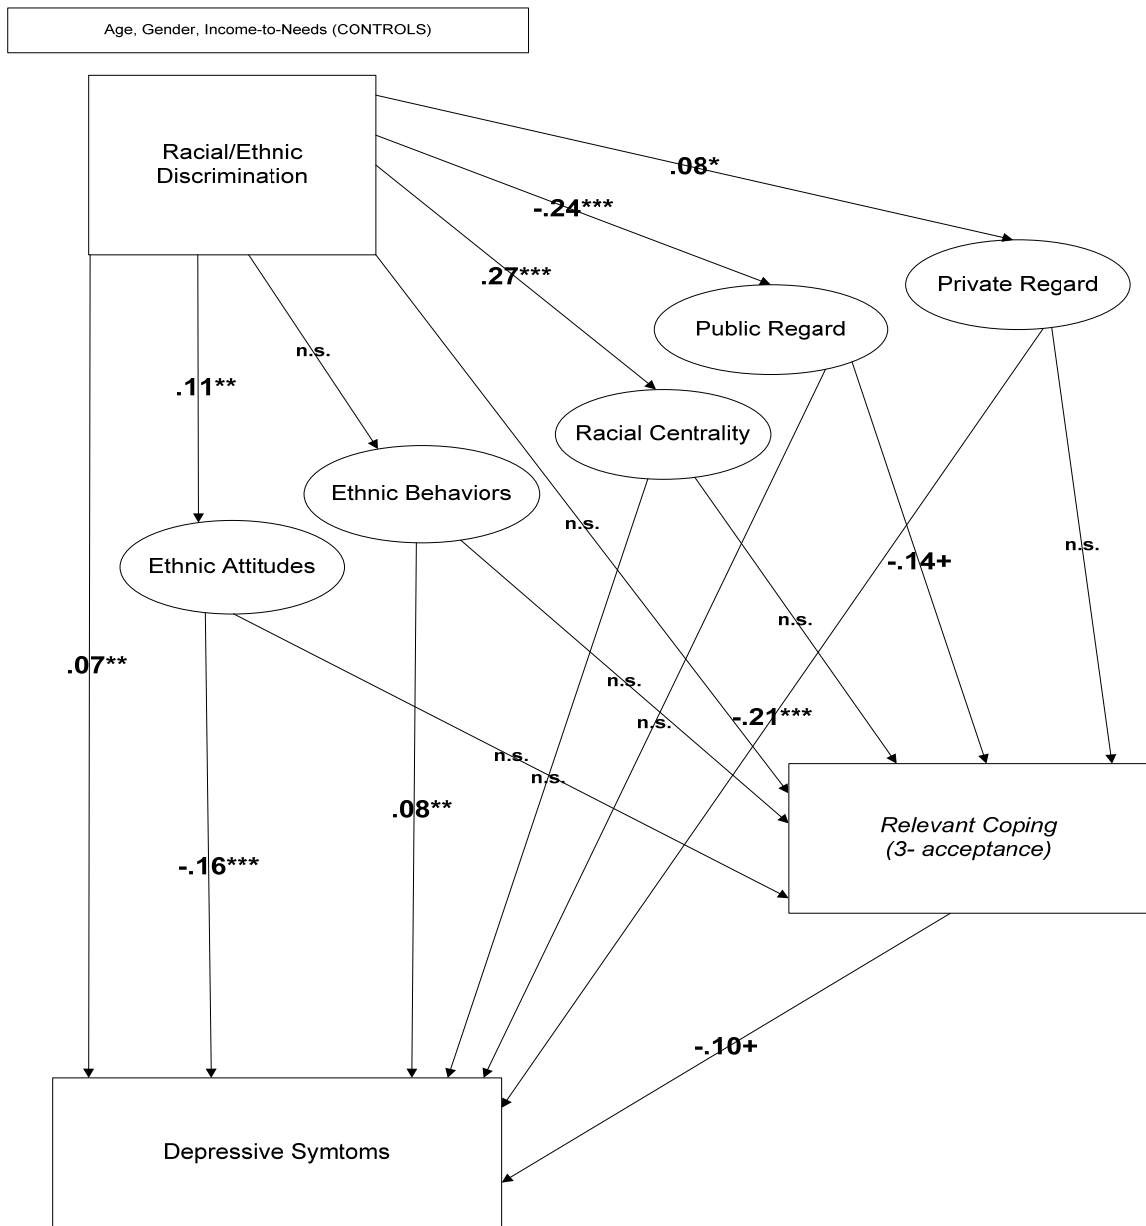 Age, Gender, Income-to-Needs (CONTROLS)
Racial/Ethnic
Discrimination
.08*
-.24***
.27***
Private Regard
Public Regard
n.s.
.11**
Racial Centrality
Ethnic Behaviors
n.s.
n.s.
Ethnic Attitudes
-.14+
n.s.
.07**
n.s.
-.21***
n.s.
n.s.
n.s.
.08**
Relevant Coping
(3- acceptance)
-.16***
-.10+
Depressive Symtoms